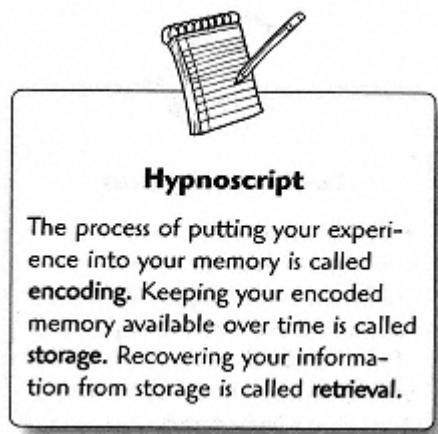 Hypnoscript
The process of putting your experi-
ence into your memory is called
encoding. Keeping your encoded
memory available over time is called
storage. Recovering your informa-
tion from storage is called retrieval.